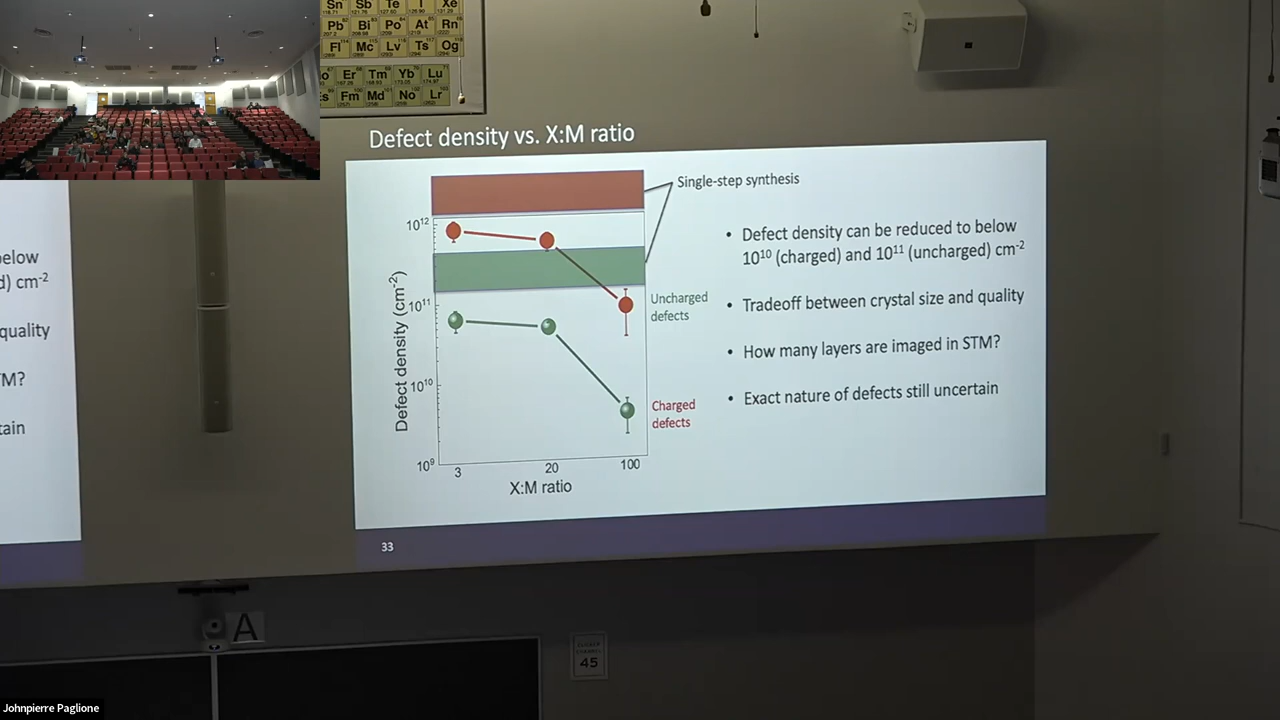 Sn Sb Te I Xe
Pb Bi Po At Rn
Fl Mc Lv Ts Og
Er Tm Yb Lu
Fm Md No Lr
Defect density vs. X:M ratio
Single-step synthesis
10¹²
10¹¹
10¹⁰
10⁹
Defect density (cm⁻²)
3 20 100
X:M ratio
Uncharged
defects
Charged
defects
• Defect density can be reduced to below
10¹⁰ (charged) and 10¹¹ (uncharged) cm⁻²
• Tradeoff between crystal size and quality
• How many layers are imaged in STM?
• Exact nature of defects still uncertain
33
elow
d) cm⁻²
quality
M?
tain
A
45
Johnpierre Paglione